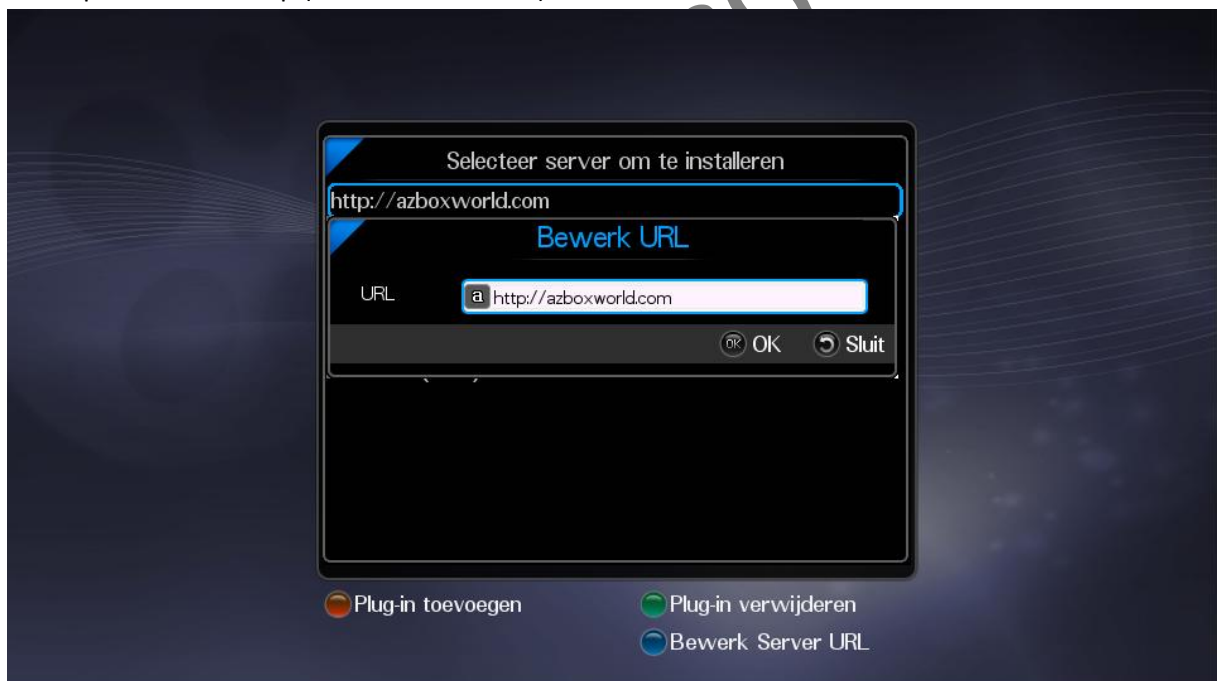 Selecteer server om te installeren
http://azboxworld.com
Bewerk URL
URL a http://azboxworld.com
OK OK Sluit
Plug-in toevoegen Plug-in verwijderen
Bewerk Server URL